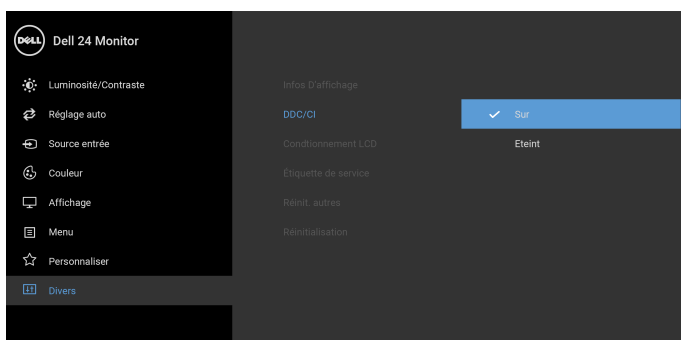 DELL
Dell 24 Monitor
Luminosité/Contraste
Réglage auto
Source entrée
Couleur
Affichage
Menu
Personnaliser
Divers
Infos D'affichage
DDC/CI
Condtionnement LCD
Étiquette de service
Réinit. autres
Réinitialisation
Sur
Eteint